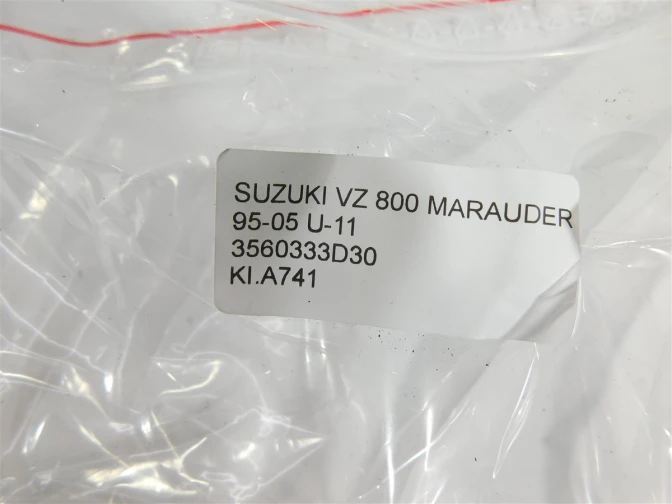 SUZUKI VZ 800 MARAUDER
95-05 U-11
3560333D30
KI.A741